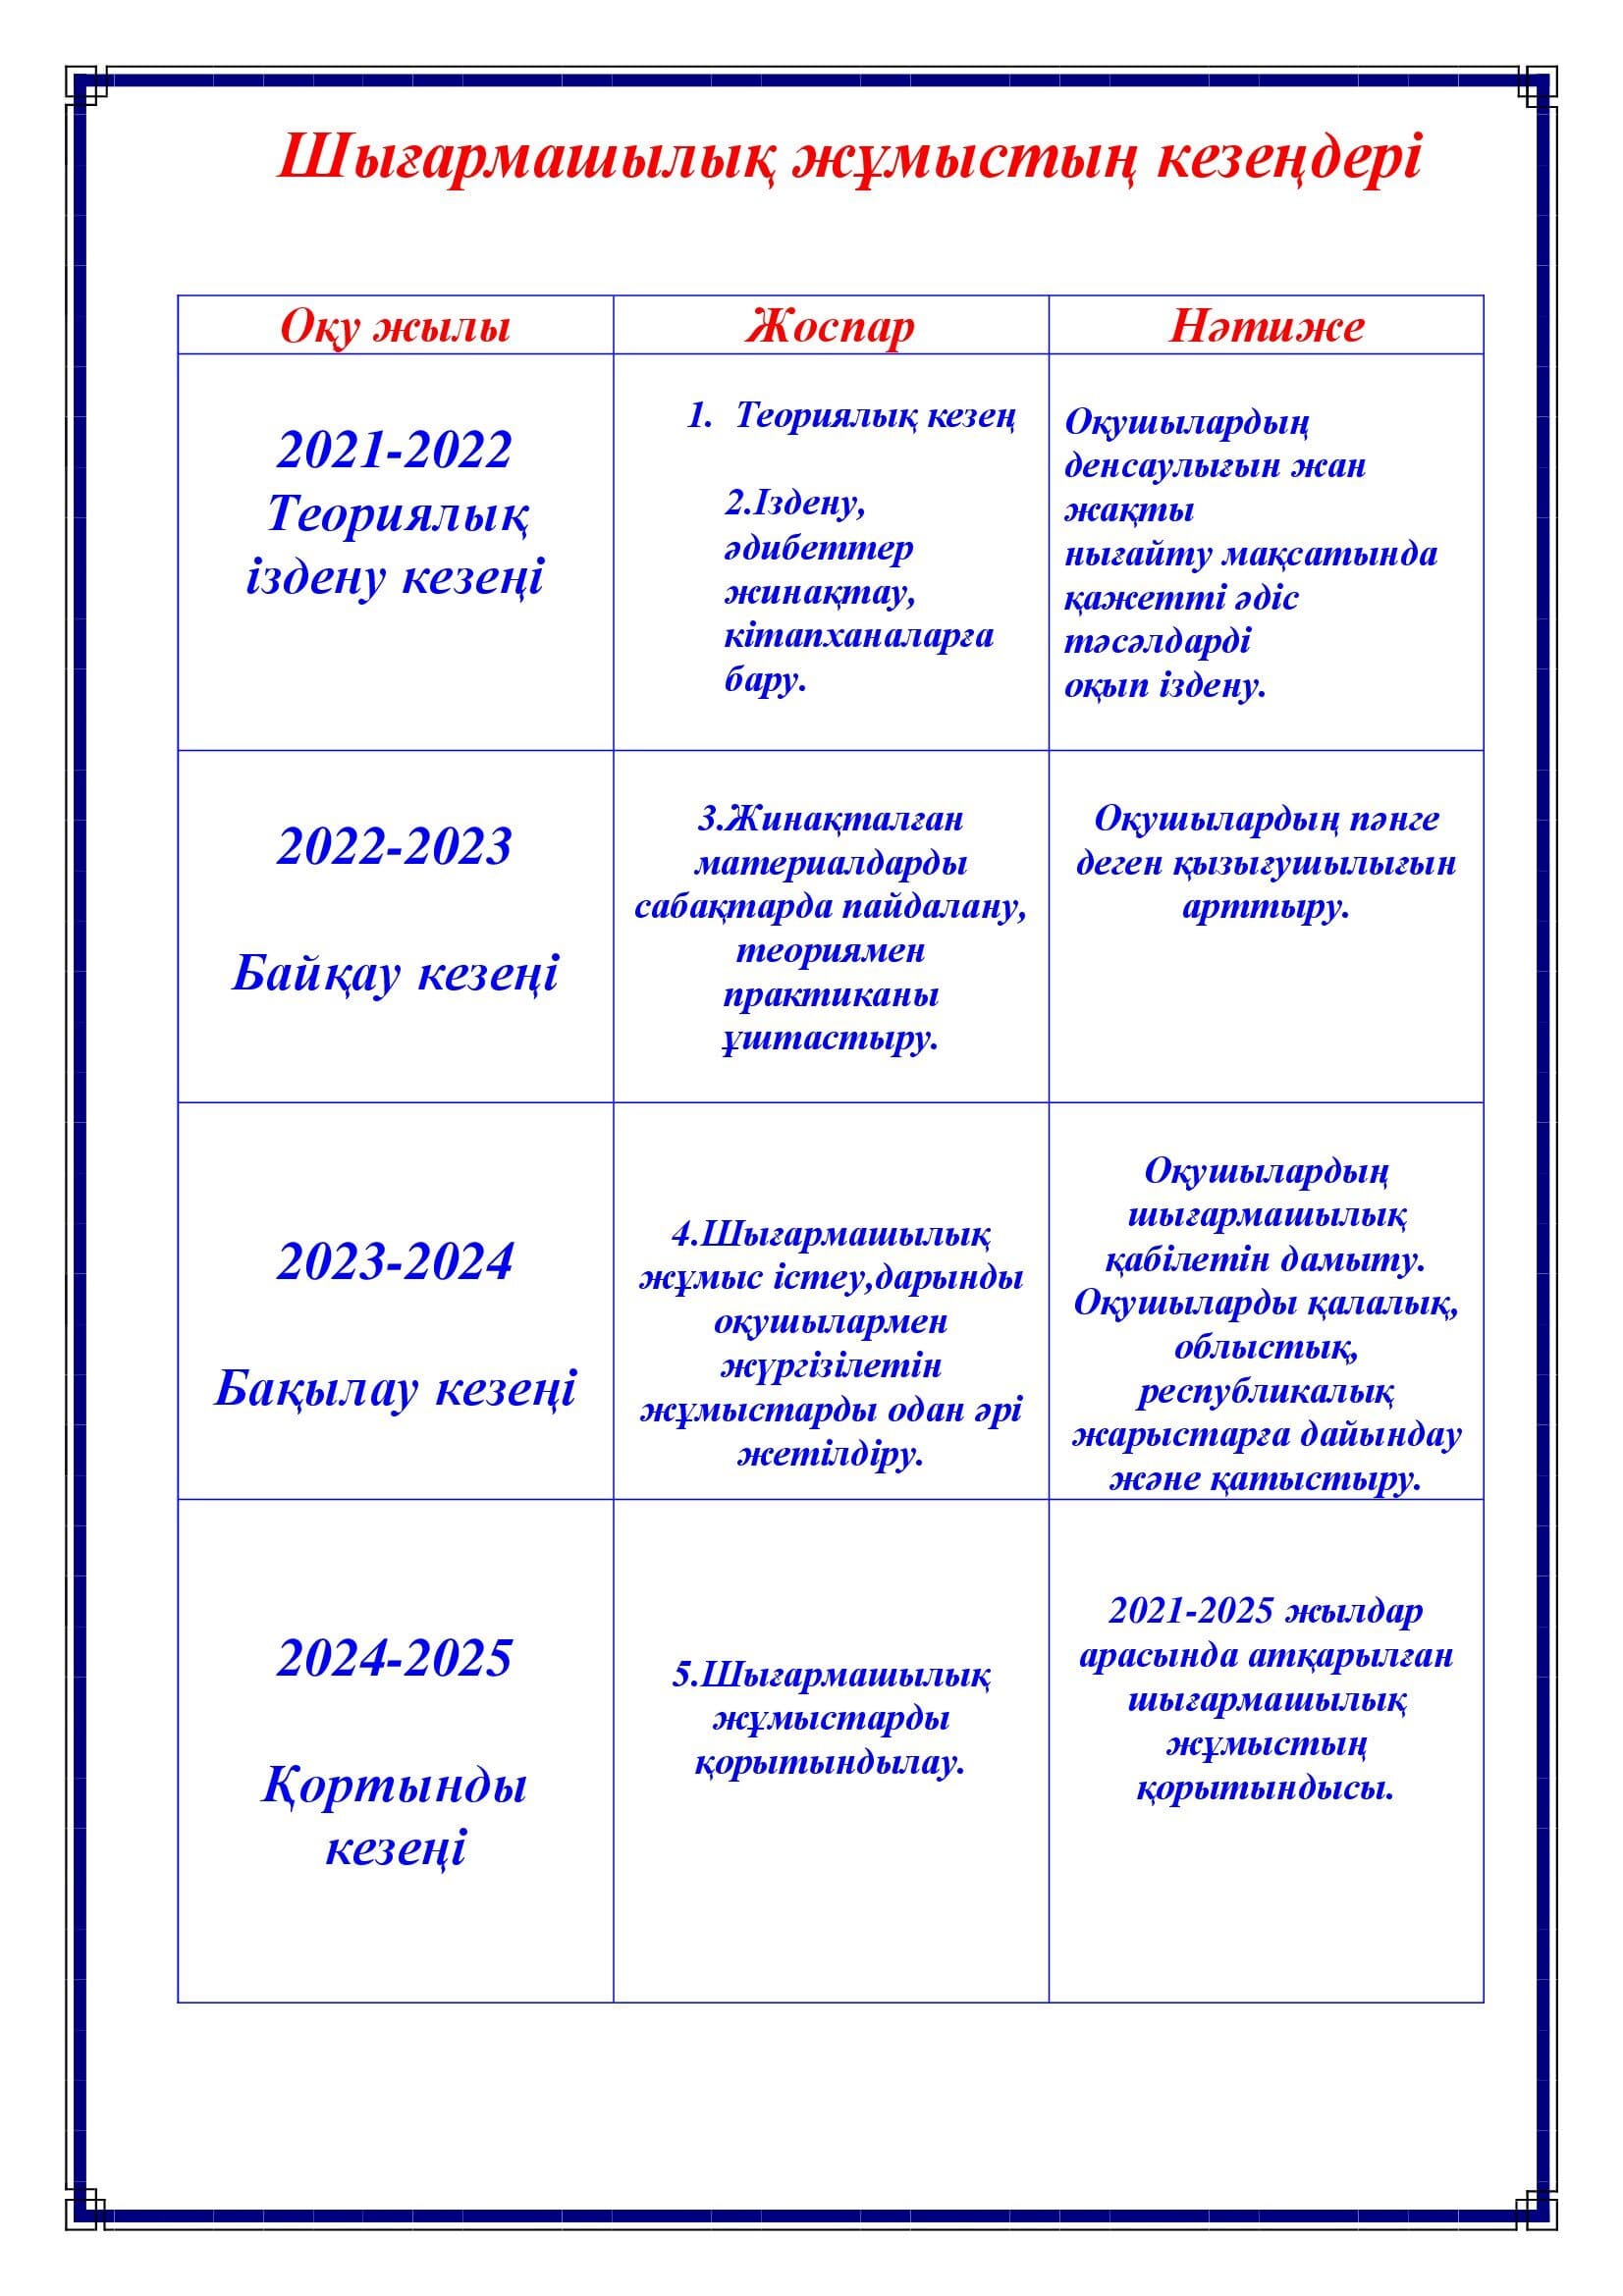 Шығармашылық жұмыстың кезеңдері
Оқу жылы
Жоспар
Нәтиже
2021-2022
Теориялық
іздену кезеңі
1. Теориялық кезең
2.Іздену,
әдибеттер
жинақтау,
кітапханаларға
бару.
Оқушылардың
денсаулығын жан
жақты
нығайту мақсатында
қажетті әдіс
тәсәлдарді
оқып іздену.
2022-2023
Байқау кезеңі
3.Жинақталған
материалдарды
сабақтарда пайдалану,
теориямен
практиканы
ұштастыру.
Оқушылардың пәнге
деген қызығушылығын
арттыру.
2023-2024
Бақылау кезеңі
4.Шығармашылық
жұмыс істеу,дарынды
оқушылармен
жүргізілетін
жұмыстарды одан әрі
жетілдіру.
Оқушылардың
шығармашылық
қабілетін дамыту.
Оқушыларды қалалық,
облыстық,
республикалық
жарыстарға дайындау
және қатыстыру.
2024-2025
Қортынды
кезеңі
5.Шығармашылық
жұмыстарды
қорытындылау.
2021-2025 жылдар
арасында атқарылған
шығармашылық
жұмыстың
қорытындысы.